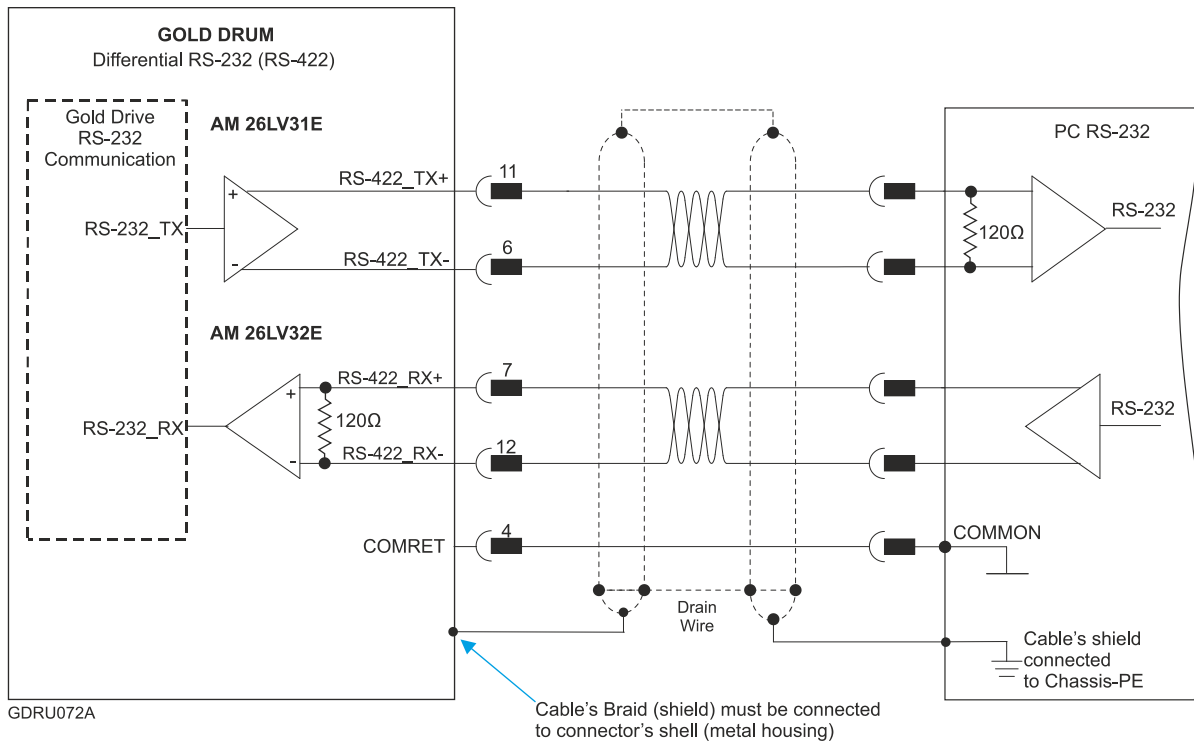 GOLD DRUM
Differential RS-232 (RS-422)
Gold Drive
RS-232
Communication
AM 26LV31E
RS-422_TX+
11
RS-232_TX
+
-
RS-422_TX-
6
AM 26LV32E
RS-422_RX+
7
+
120Ω
RS-232_RX
-
RS-422_RX-
12
COMRET
4
Drain
Wire
PC RS-232
RS-232
120Ω
RS-232
COMMON
Cable's shield
connected
to Chassis-PE
GDRU072A
Cable's Braid (shield) must be connected
to connector's shell (metal housing)